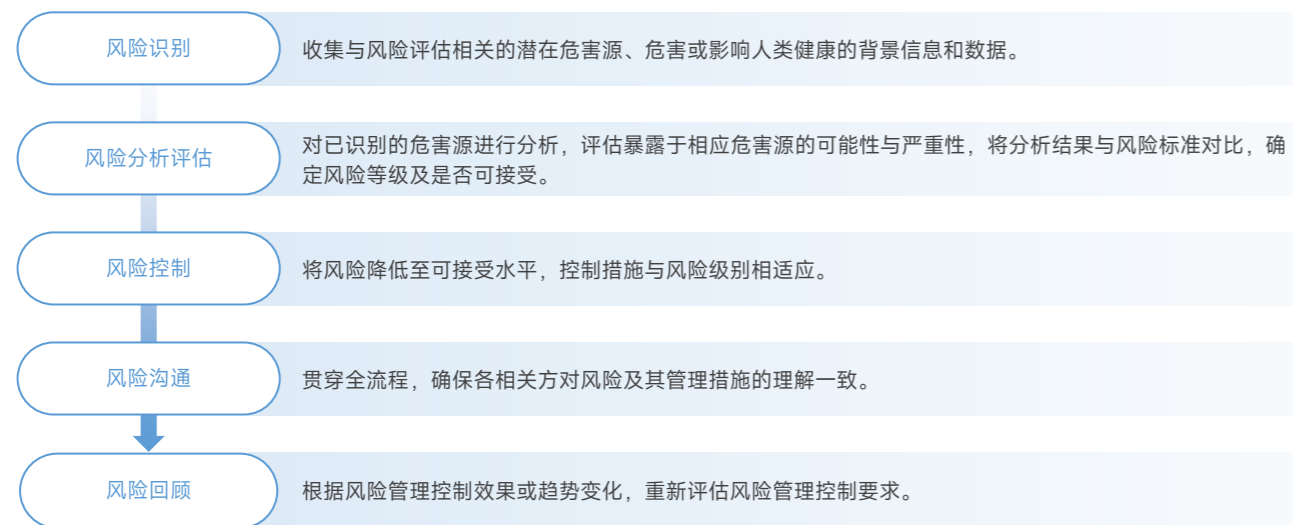 风险识别
收集与风险评估相关的潜在危害源、危害或影响人类健康的背景信息和数据。
风险分析评估
对已识别的危害源进行分析，评估暴露于相应危害源的可能性与严重性，将分析结果与风险标准对比，确
定风险等级及是否可接受。
风险控制
将风险降低至可接受水平，控制措施与风险级别相适应。
风险沟通
贯穿全流程，确保各相关方对风险及其管理措施的理解一致。
风险回顾
根据风险管理控制效果或趋势变化，重新评估风险管理控制要求。